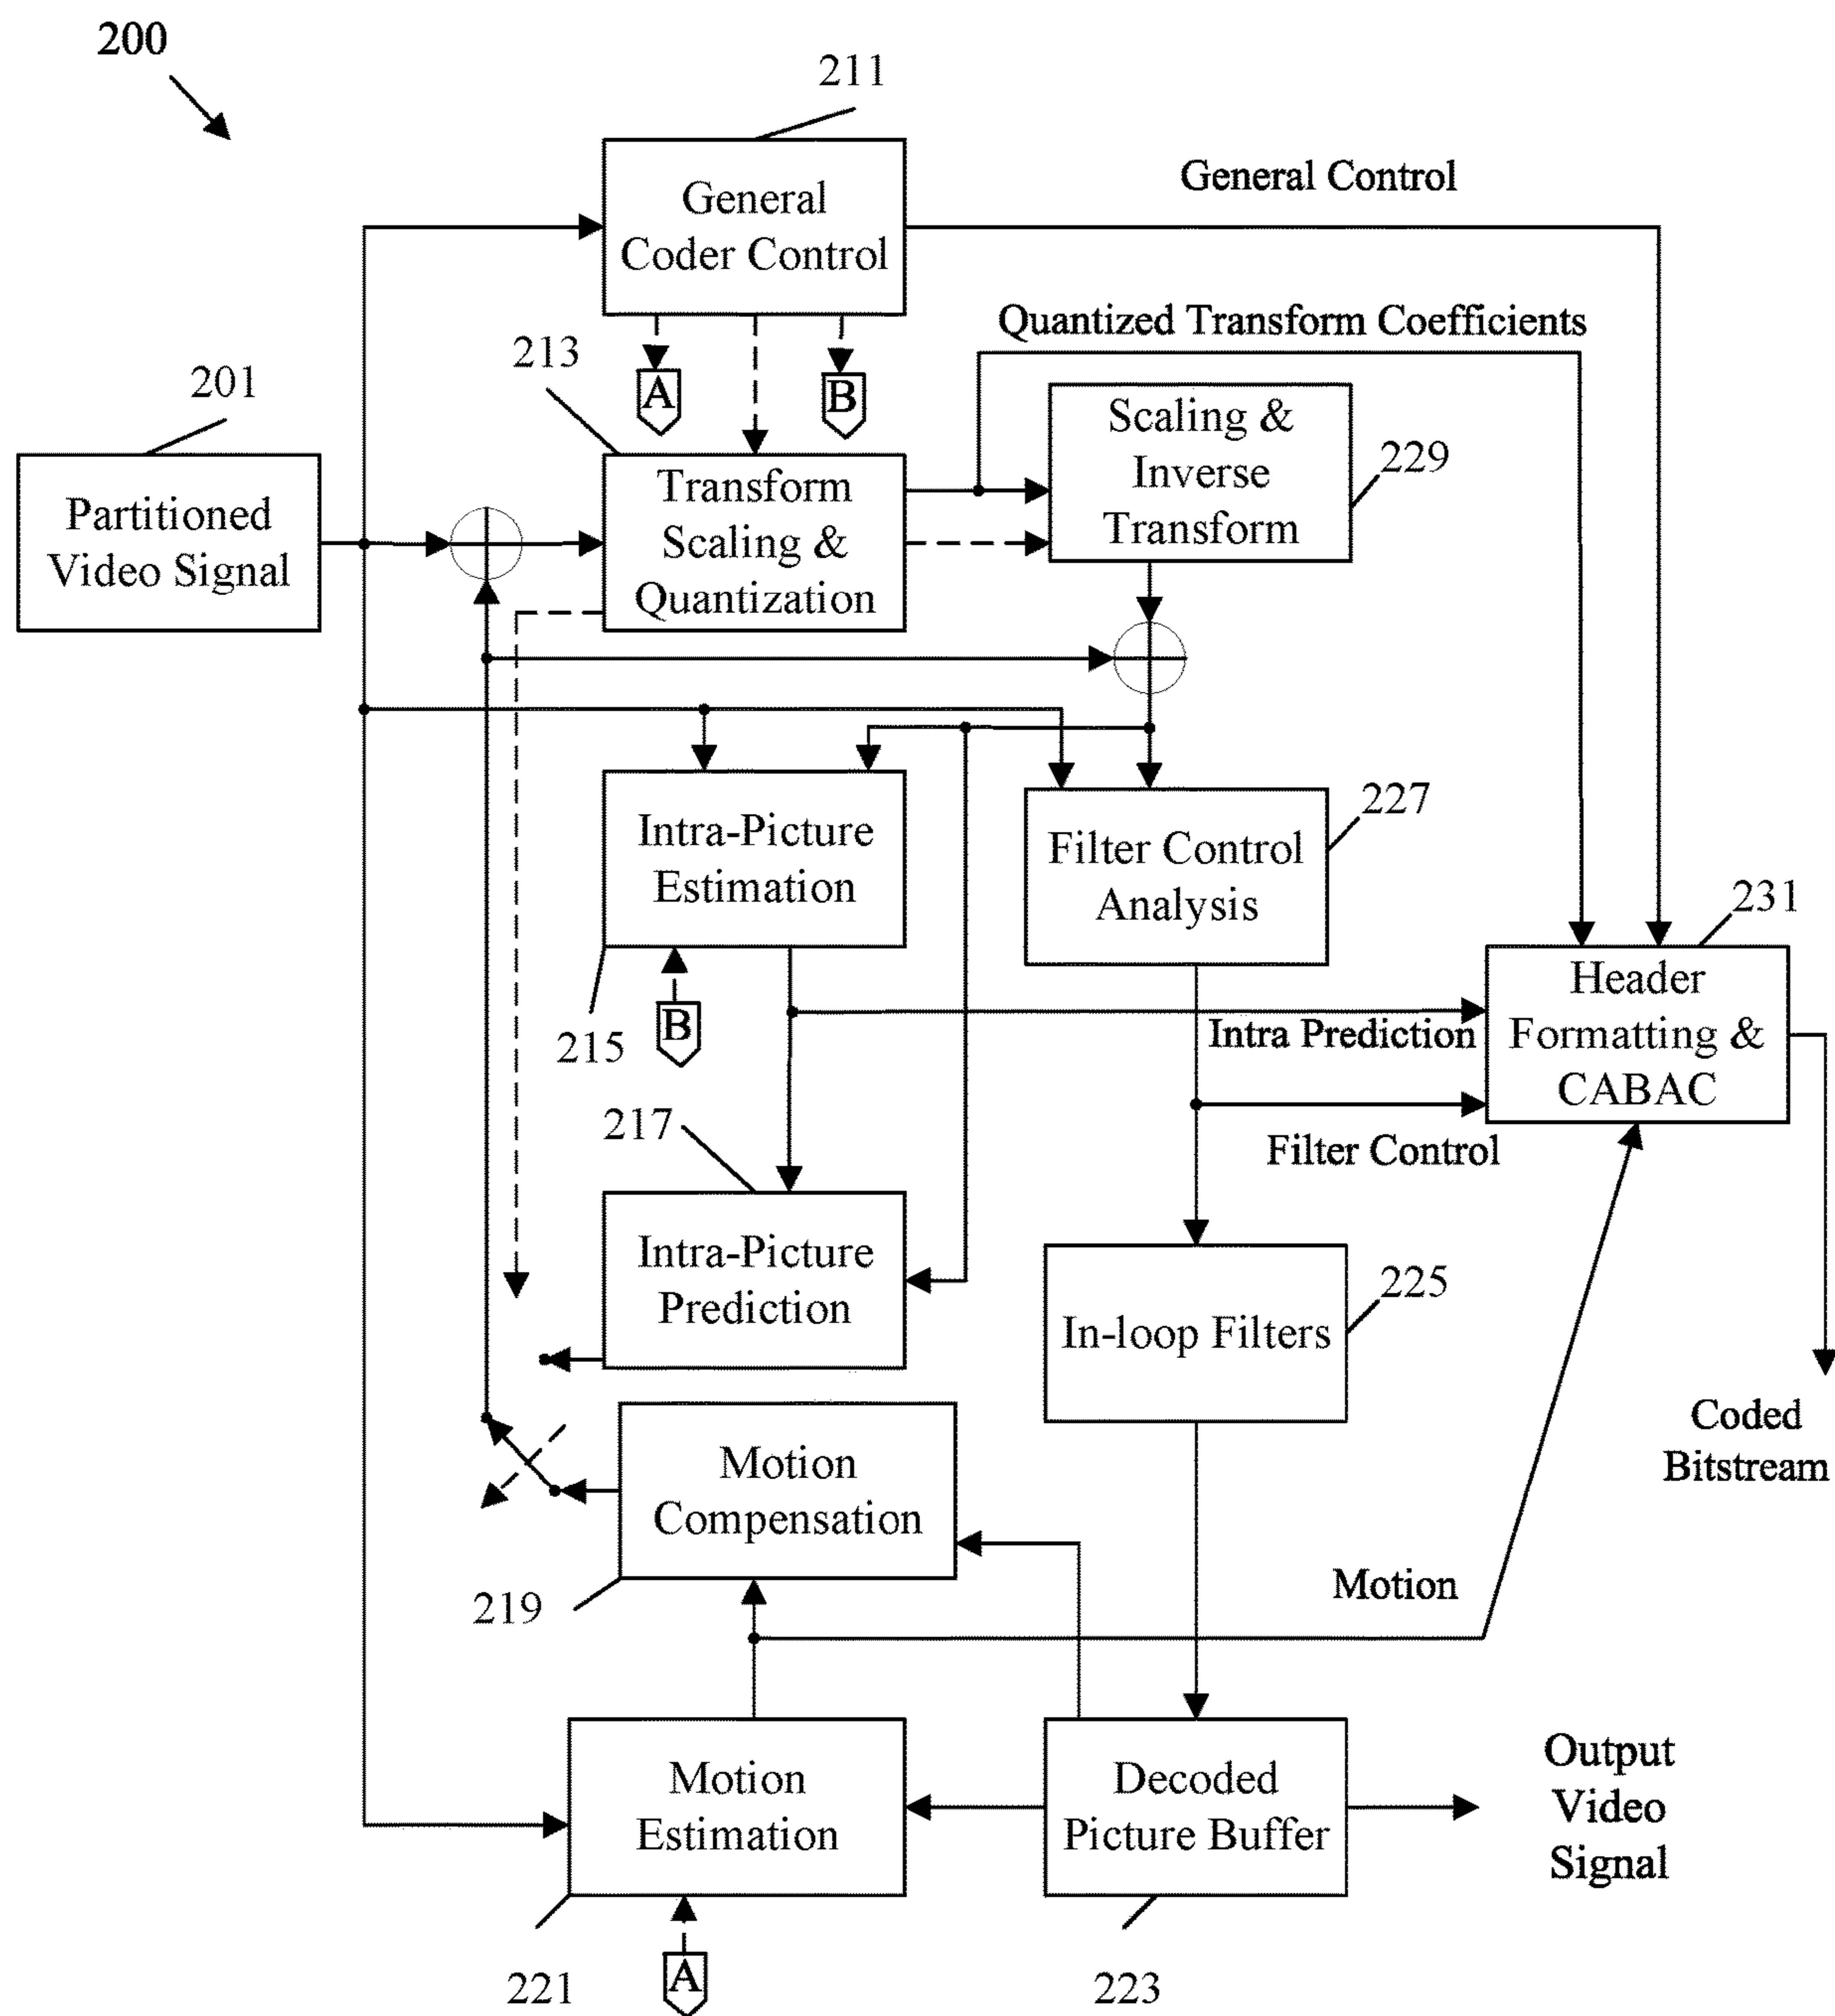 200
211
General
Coder Control
General Control
Quantized Transform Coefficients
213
A
B
201
Partitioned
Video Signal
Transform
Scaling &
Quantization
Scaling &
Inverse
Transform
229
Intra-Picture
Estimation
215
B
227
Filter Control
Analysis
231
Header
Formatting &
CABAC
Intra Prediction
Filter Control
217
Intra-Picture
Prediction
225
In-loop Filters
Coded
Bitstream
Motion
Compensation
219
Motion
Motion
Estimation
221
A
Decoded
Picture Buffer
223
Output
Video
Signal